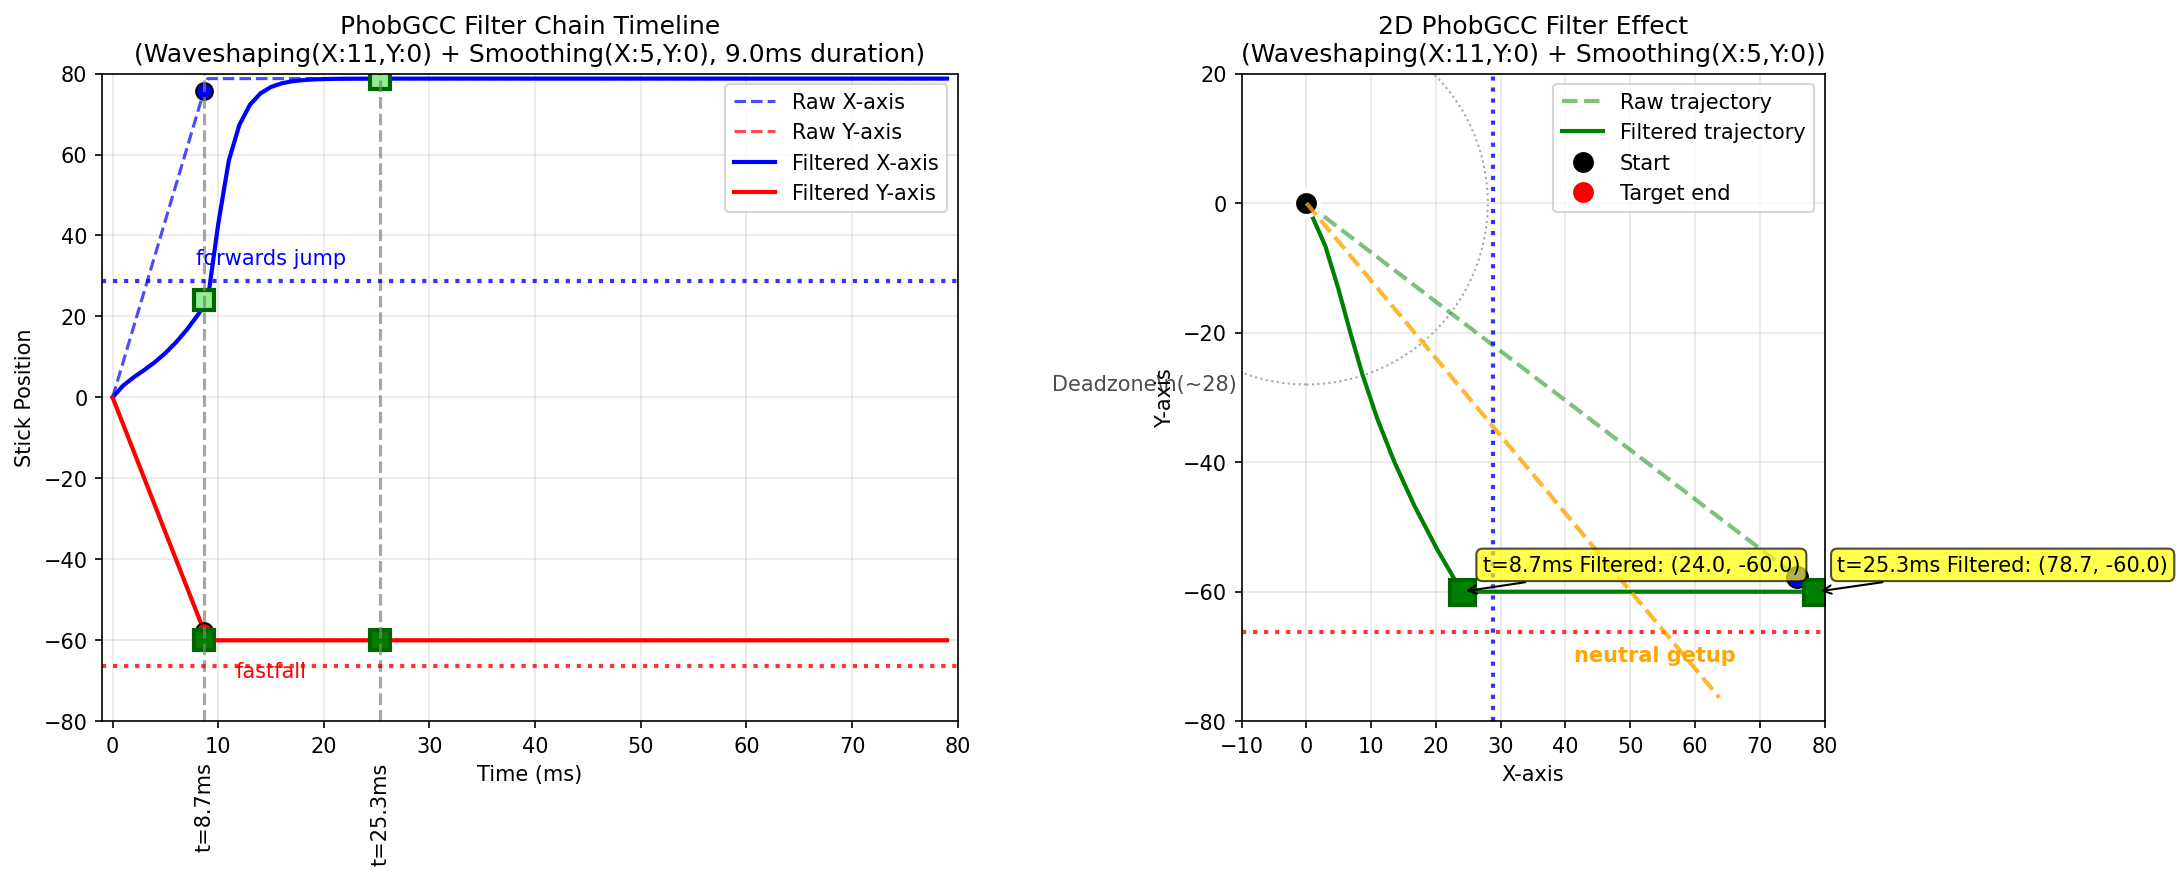 PhobGCC Filter Chain Timeline
(Waveshaping(X:11,Y:0) + Smoothing(X:5,Y:0), 9.0ms duration)
Stick Position
80
60
40
20
0
−20
−40
−60
−80
Raw X-axis
Raw Y-axis
Filtered X-axis
Filtered Y-axis
forwards jump
fastfall
0 10 20 30 40 50 60 70 80
Time (ms)
t=8.7ms
t=25.3ms
2D PhobGCC Filter Effect
(Waveshaping(X:11,Y:0) + Smoothing(X:5,Y:0))
Y-axis
20
0
−20
−40
−60
−80
Raw trajectory
Filtered trajectory
Start
Target end
Deadzone (~28)
t=8.7ms Filtered: (24.0, -60.0)
t=25.3ms Filtered: (78.7, -60.0)
neutral getup
−10 0 10 20 30 40 50 60 70 80
X-axis